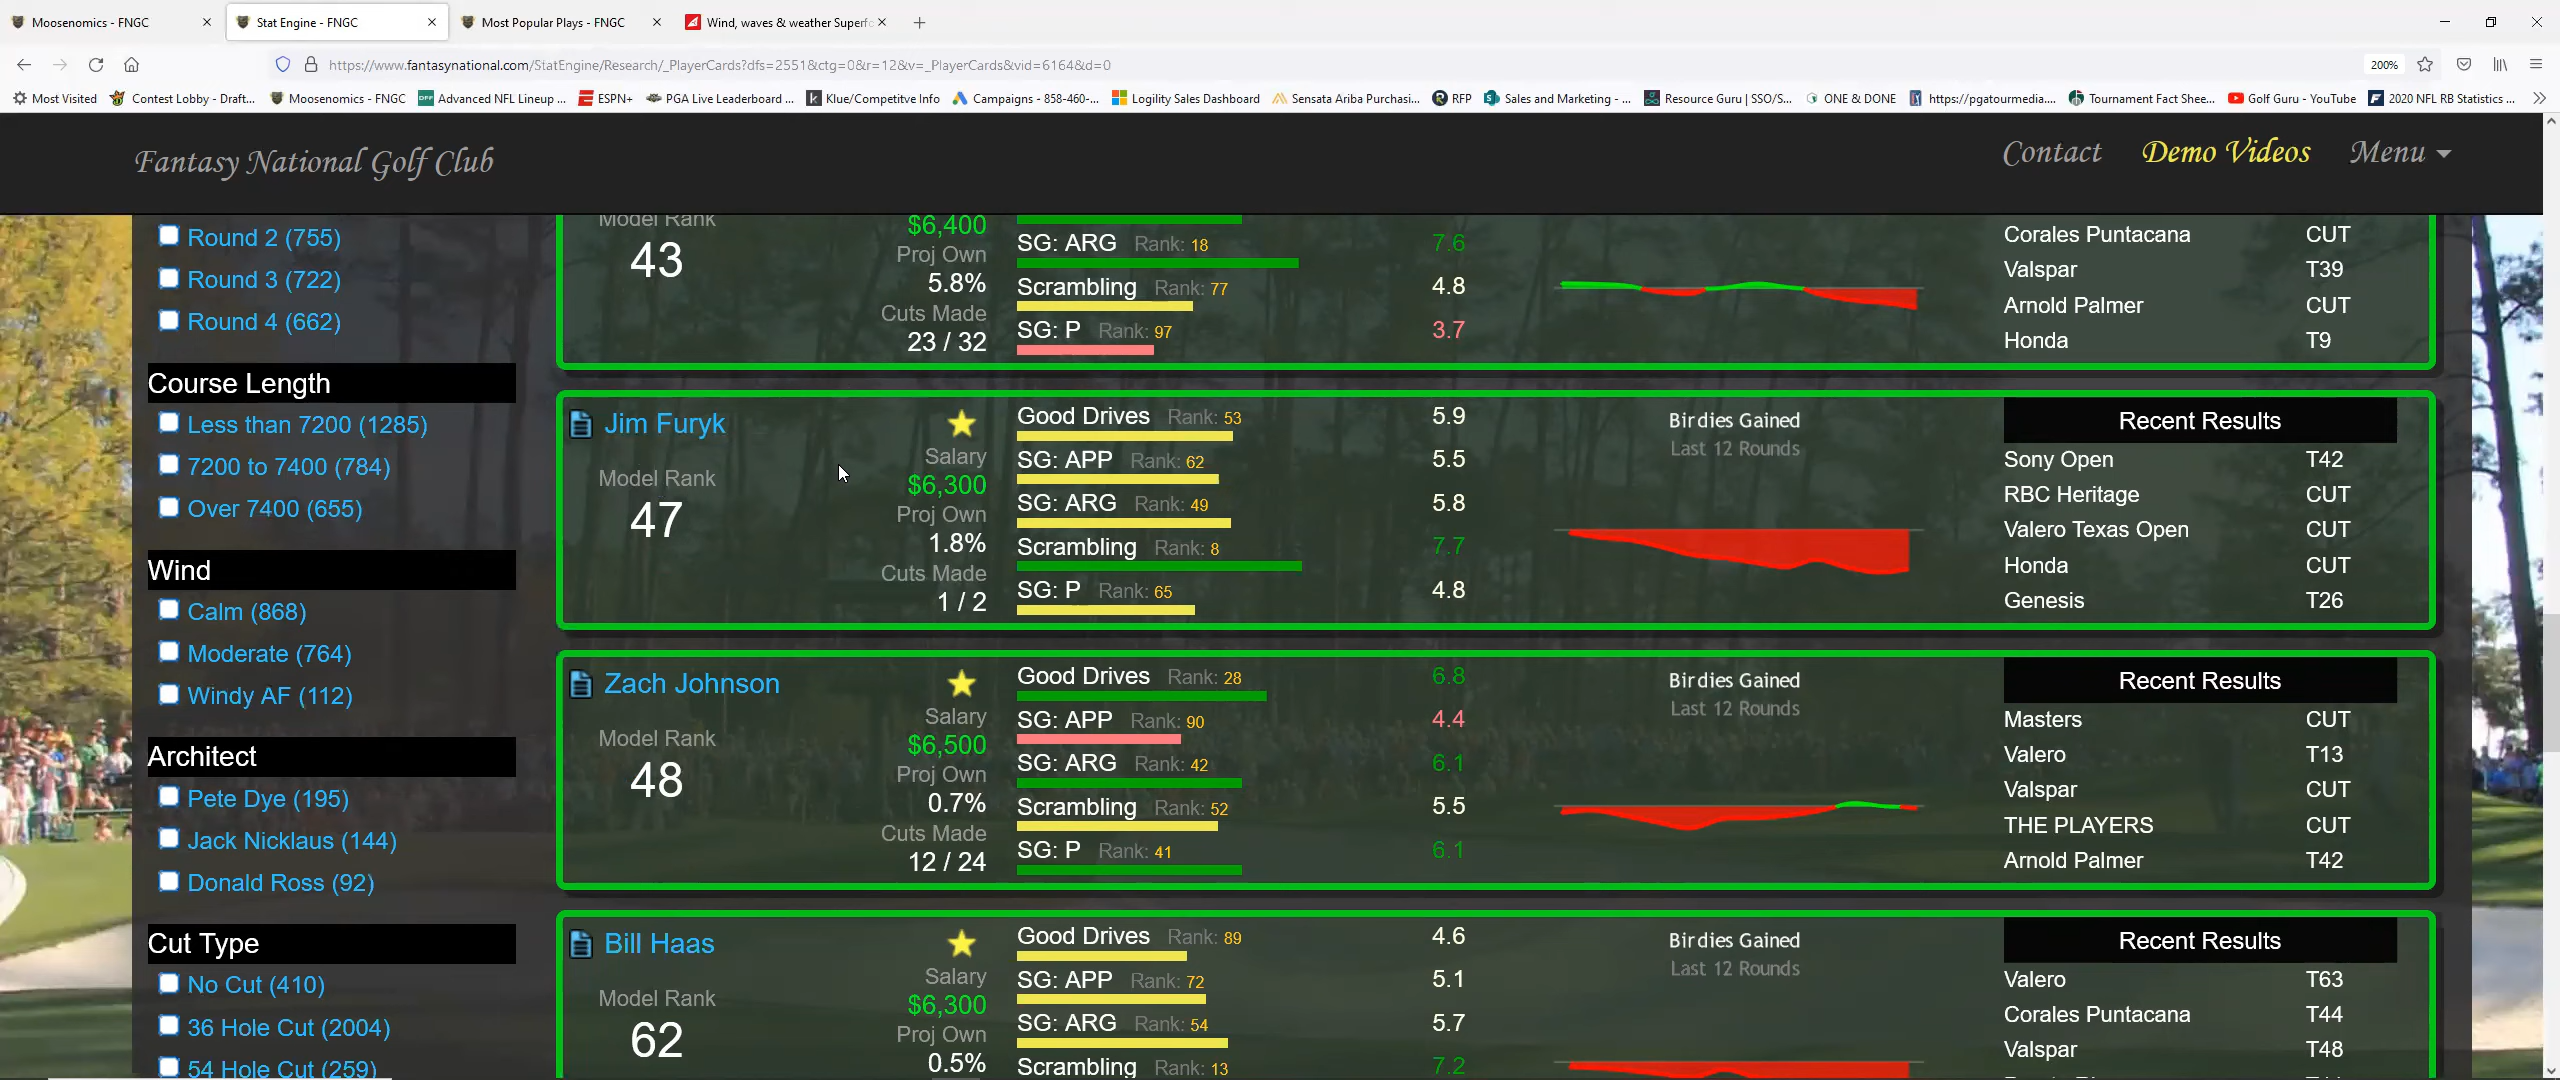 Moosenomics - FNGC
Stat Engine - FNGC
Most Popular Plays - FNGC
Wind, waves & weather Superfo
https://www.fantasynational.com/StatEngine/Research/_PlayerCards?dfs=2551&ctg=0&r=12&v=_PlayerCards&vid=6164&d=0
200%
Most Visited
Contest Lobby - Draft...
Moosenomics - FNGC
Advanced NFL Lineup ...
ESPN+
PGA Live Leaderboard ...
Klue/Competitve Info
Campaigns - 858-460-...
Logility Sales Dashboard
Sensata Ariba Purchasi...
RFP
Sales and Marketing - ...
Resource Guru | SSO/S...
ONE & DONE
https://pgatourmedia....
Tournament Fact Shee...
Golf Guru - YouTube
2020 NFL RB Statistics ...
Fantasy National Golf Club
Contact
Demo Videos
Menu
Round 2 (755)
Round 3 (722)
Round 4 (662)
Course Length
Less than 7200 (1285)
7200 to 7400 (784)
Over 7400 (655)
Wind
Calm (868)
Moderate (764)
Windy AF (112)
Architect
Pete Dye (195)
Jack Nicklaus (144)
Donald Ross (92)
Cut Type
No Cut (410)
36 Hole Cut (2004)
54 Hole Cut (259)
Model Rank
43
$6,400
Proj Own
5.8%
Cuts Made
23 / 32
SG: ARG Rank: 18 7.6
Scrambling Rank: 77 4.8
SG: P Rank: 97 3.7
Corales Puntacana CUT
Valspar T39
Arnold Palmer CUT
Honda T9
Jim Furyk
Model Rank
47
Salary
$6,300
Proj Own
1.8%
Cuts Made
1 / 2
Good Drives Rank: 53 5.9
SG: APP Rank: 62 5.5
SG: ARG Rank: 49 5.8
Scrambling Rank: 8 7.7
SG: P Rank: 65 4.8
Birdies Gained
Last 12 Rounds
Recent Results
Sony Open T42
RBC Heritage CUT
Valero Texas Open CUT
Honda CUT
Genesis T26
Zach Johnson
Model Rank
48
Salary
$6,500
Proj Own
0.7%
Cuts Made
12 / 24
Good Drives Rank: 28 6.8
SG: APP Rank: 90 4.4
SG: ARG Rank: 42 6.1
Scrambling Rank: 52 5.5
SG: P Rank: 41 6.1
Birdies Gained
Last 12 Rounds
Recent Results
Masters CUT
Valero T13
Valspar CUT
THE PLAYERS CUT
Arnold Palmer T42
Bill Haas
Model Rank
62
Salary
$6,300
Proj Own
0.5%
Good Drives Rank: 89 4.6
SG: APP Rank: 72 5.1
SG: ARG Rank: 54 5.7
Scrambling Rank: 13 7.2
Birdies Gained
Last 12 Rounds
Recent Results
Valero T63
Corales Puntacana T44
Valspar T48